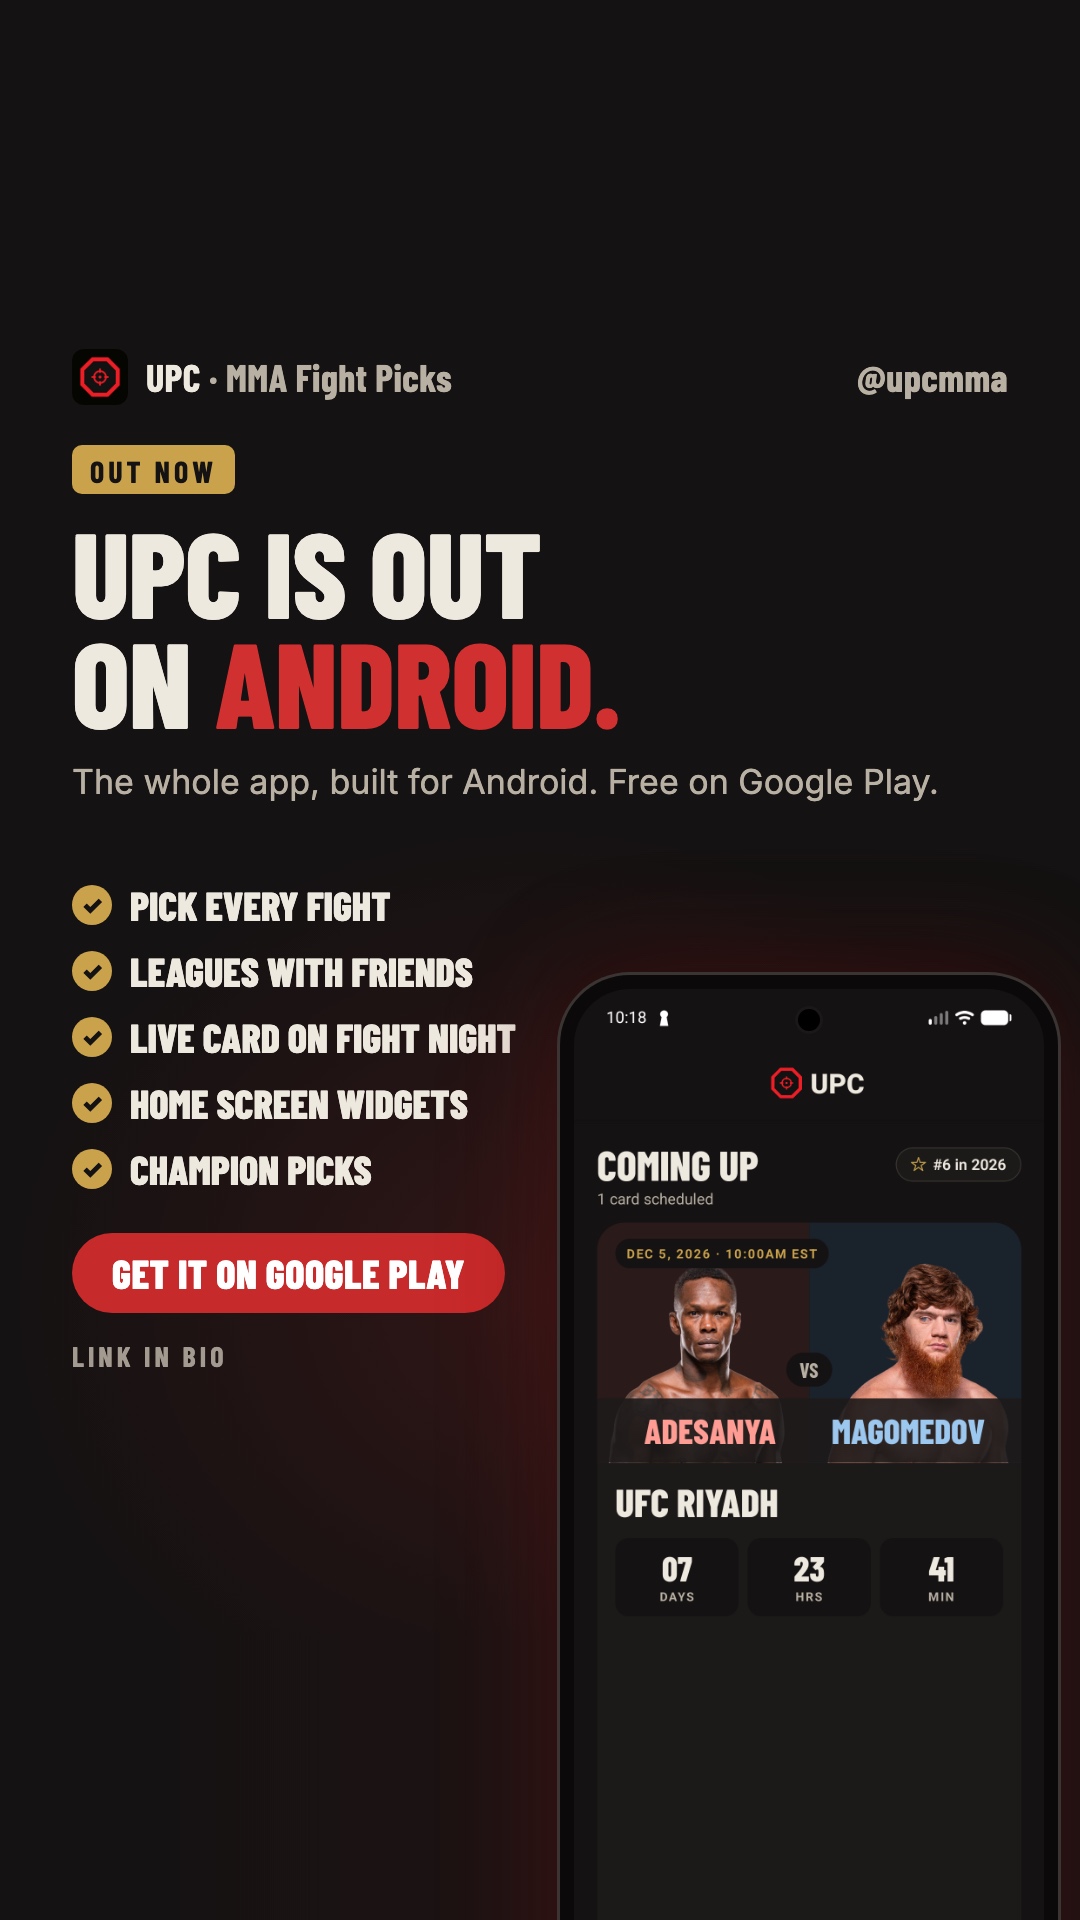 UPC · MMA Fight Picks
@upcmma
OUT NOW
UPC IS OUT
ON ANDROID.
The whole app, built for Android. Free on Google Play.
PICK EVERY FIGHT
LEAGUES WITH FRIENDS
LIVE CARD ON FIGHT NIGHT
HOME SCREEN WIDGETS
CHAMPION PICKS
GET IT ON GOOGLE PLAY
LINK IN BIO
10:18
UPC
COMING UP
#6 in 2026
1 card scheduled
DEC 5, 2026 · 10:00AM EST
VS
ADESANYA
MAGOMEDOV
UFC RIYADH
07 23 41
DAYS HRS MIN